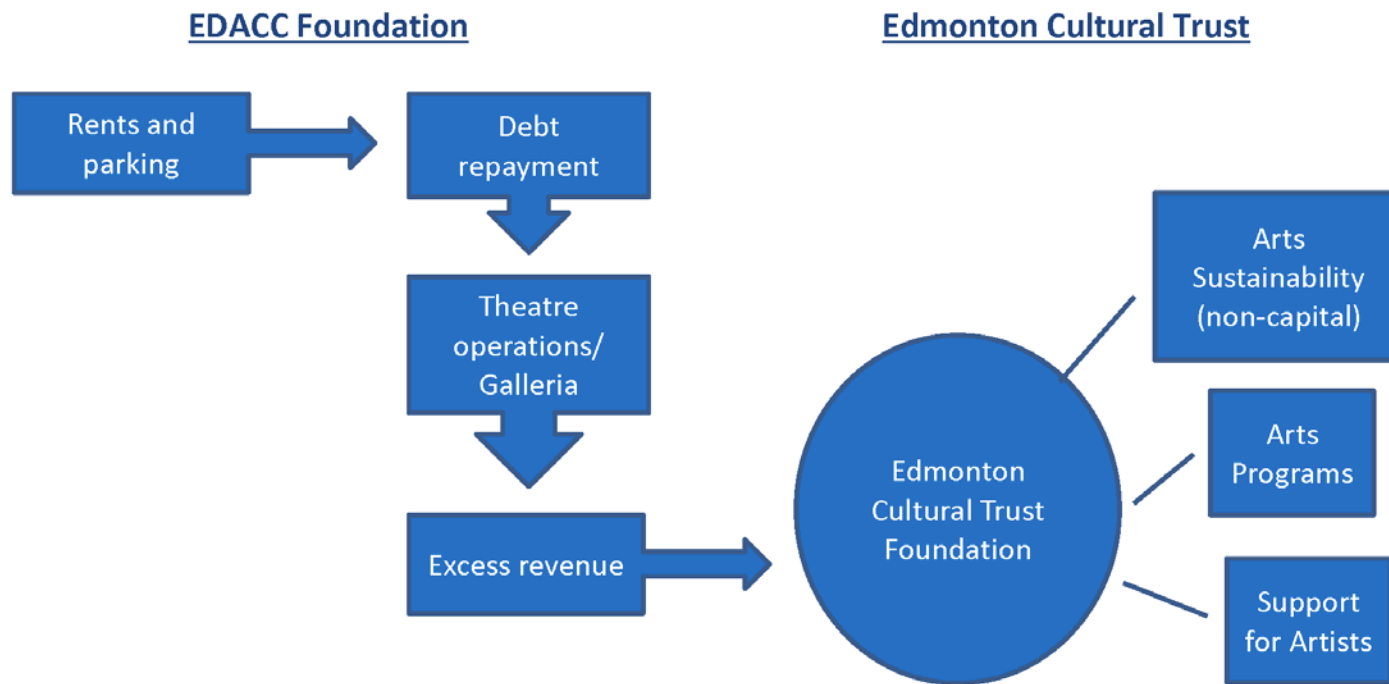 EDACC Foundation
Edmonton Cultural Trust
Rents and
parking
Debt
repayment
Theatre
operations/
Galleria
Excess revenue
Edmonton
Cultural Trust
Foundation
Arts
Sustainability
(non-capital)
Arts
Programs
Support
for Artists